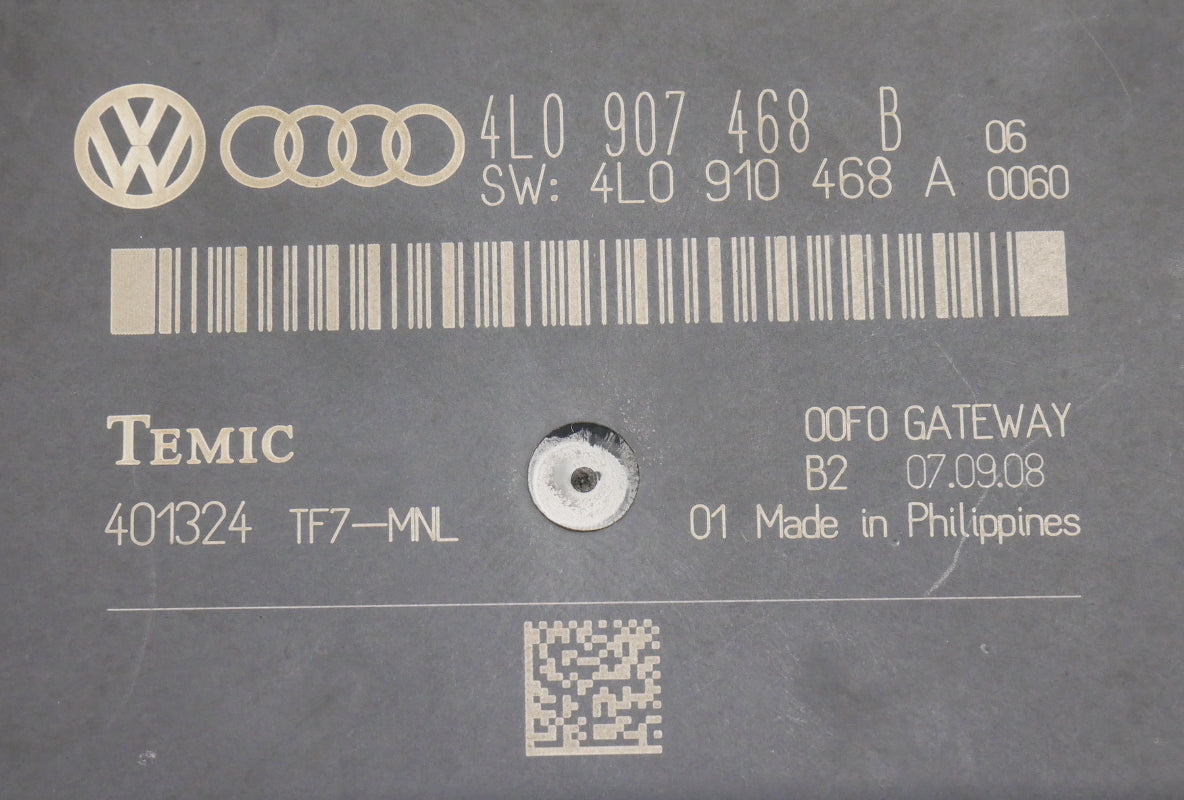 4L0 907 468 B 06
SW: 4L0 910 468 A 0060
TEMIC
00F0 GATEWAY
B2 07.09.08
401324 TF7-MNL
01 Made in Philippines